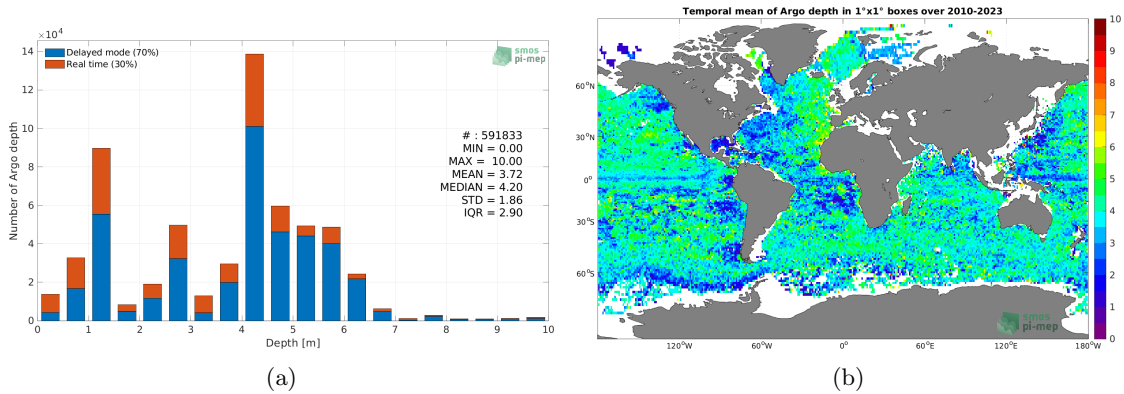 ×10⁴
Delayed mode (70%)
Real time (30%)
smos
pi-mep
14
12
10
8
6
4
2
0
Number of Argo depth
# : 591833
MIN = 0.00
MAX = 10.00
MEAN = 3.72
MEDIAN = 4.20
STD = 1.86
IQR = 2.90
0 1 2 3 4 5 6 7 8 9 10
Depth [m]
(a)
Temporal mean of Argo depth in 1°x1° boxes over 2010-2023
60°N
30°N
0°
30°S
60°S
120°W 60°W 0° 60°E 120°E 180°W
smos
pi-mep
10
9
8
7
6
5
4
3
2
1
0
(b)